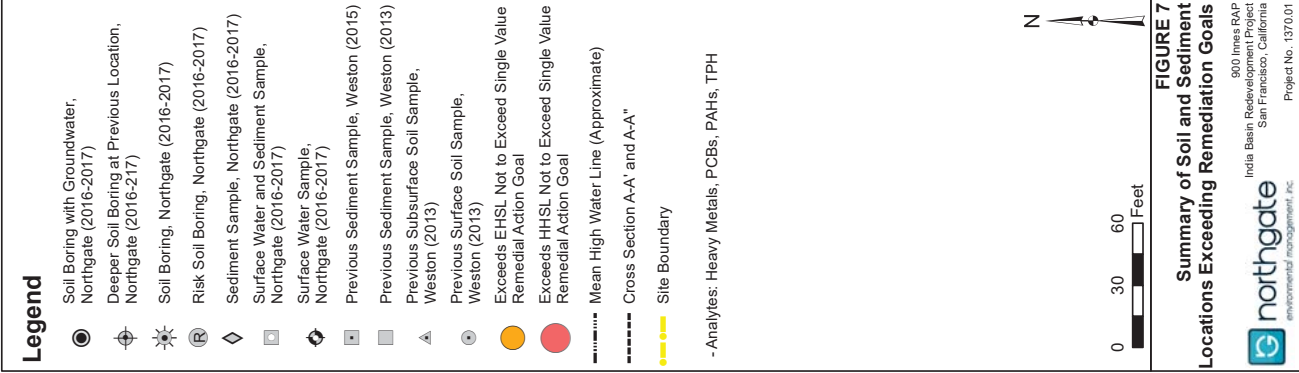 Legend
Soil Boring with Groundwater,
Northgate (2016-2017)
Deeper Soil Boring at Previous Location,
Northgate (2016-217)
Soil Boring, Northgate (2016-2017)
R
Risk Soil Boring, Northgate (2016-2017)
Sediment Sample, Northgate (2016-2017)
Surface Water and Sediment Sample,
Northgate (2016-2017)
Surface Water Sample,
Northgate (2016-2017)
Previous Sediment Sample, Weston (2015)
Previous Sediment Sample, Weston (2013)
Previous Subsurface Soil Sample,
Weston (2013)
Previous Surface Soil Sample,
Weston (2013)
Exceeds EHSL Not to Exceed Single Value
Remedial Action Goal
Exceeds HHSL Not to Exceed Single Value
Remedial Action Goal
Mean High Water Line (Approximate)
Cross Section A-A' and A-A"
Site Boundary
- Analytes: Heavy Metals, PCBs, PAHs, TPH
N
0 30 60
Feet
FIGURE 7
Summary of Soil and Sediment
Locations Exceeding Remediation Goals
northgate
environmental management, inc.
900 Innes RAP
India Basin Redevelopment Project
San Francisco, California
Project No. 1370.01